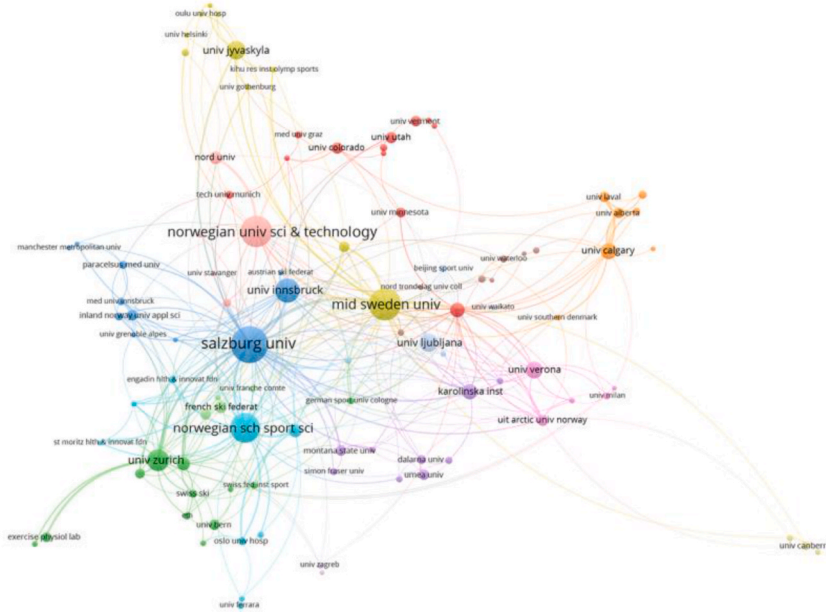 oulu univ hosp
univ helsinki
univ jyvaskyla
kihu res inst olymp sports
univ gothenburg
univ vermont
med univ graz
univ utah
univ colorado
nord univ
tech univ munich
univ laval
univ alberta
univ minnesota
norwegian univ sci & technology
manchester metropolitan univ
univ calgary
univ waterloo
paracelsus med univ
univ stavanger
austrian ski federat
beijing sport univ
nord trondelag univ coll
univ innsbruck
med univ innsbruck
mid sweden univ
univ waikato
inland norway univ appl sci
univ southern denmark
univ grenoble alpes
salzburg univ
univ ljubljana
univ verona
engadin hlth & innovat fdn
univ franche comte
karolinska inst
univ milan
german sport univ cologne
french ski federat
uit arctic univ norway
norwegian sch sport sci
st moritz hlth & innovat fdn
montana state univ
univ zurich
dalarna univ
simon fraser univ
umea univ
swiss fed inst sport
swiss ski
univ bern
exercise physiol lab
oslo univ hosp
univ canberr
univ zagreb
univ ferrara